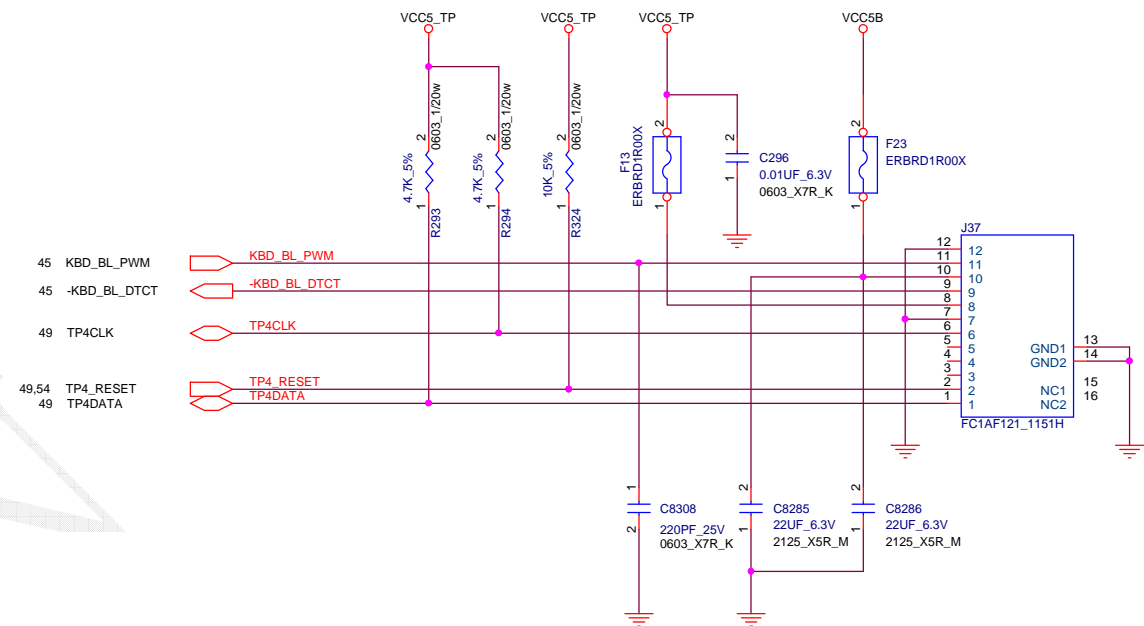 VCC5_TP
VCC5_TP
VCC5_TP
VCC5B
2
0603_1/20w
4.7K_5%
1
R293
2
0603_1/20w
4.7K_5%
1
R294
2
0603_1/20w
10K_5%
1
R324
2
F13
ERBRD1R00X
1
2
C296
0.01UF_6.3V
1
0603_X7R_K
2
F23
ERBRD1R00X
1
J37
45 KBD_BL_PWM
KBD_BL_PWM
45 -KBD_BL_DTCT
-KBD_BL_DTCT
49 TP4CLK
TP4CLK
49,54 TP4_RESET
TP4_RESET
49 TP4DATA
TP4DATA
12 12
11 11
10 10
9 9
8 8
7 7
6 6
5 5
4 4
3 3
2 2
1 1
GND1 13
GND2 14
NC1 15
NC2 16
FC1AF121_1151H
1
C8308
2
220PF_25V
0603_X7R_K
2
C8285
1
22UF_6.3V
2125_X5R_M
2
C8286
1
22UF_6.3V
2125_X5R_M